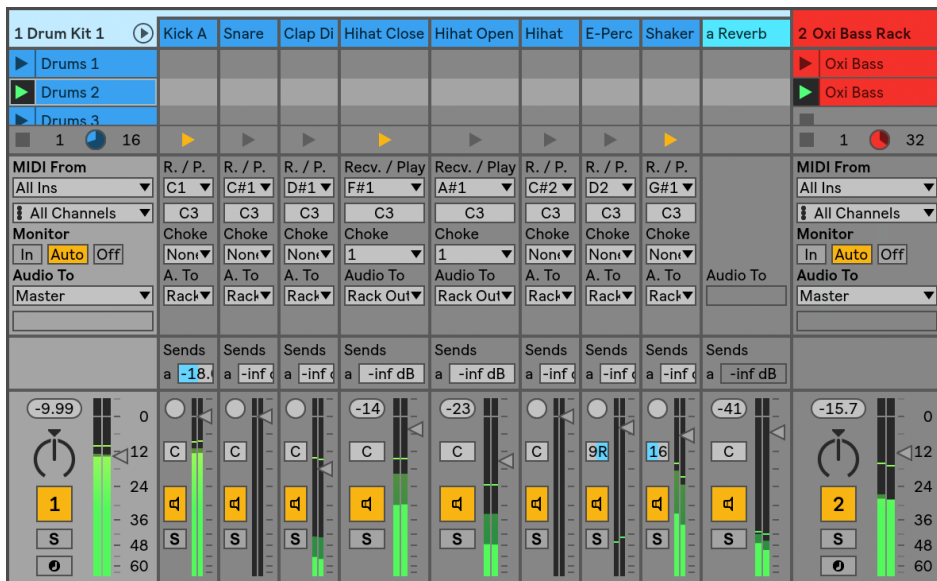 1 Drum Kit 1 Kick A Snare Clap Di Hihat Close Hihat Open Hihat E-Perc Shaker a Reverb 2 Oxi Bass Rack
Drums 1 Oxi Bass
Drums 2 Oxi Bass
Drums 3
1 16 1 32
MIDI From R. / P. R. / P. R. / P. Recv. / Play Recv. / Play R. / P. R. / P. R. / P. MIDI From
All Ins C1 C#1 D#1 F#1 A#1 C#2 D2 G#1 All Ins
All Channels C3 C3 C3 C3 C3 C3 C3 C3 All Channels
Monitor Choke Choke Choke Choke Choke Choke Choke Choke Monitor
In Auto Off None None None 1 1 None None None In Auto Off
Audio To A. To A. To A. To Audio To Audio To A. To A. To A. To Audio To Audio To
Master Rack Rack Rack Rack Out Rack Out Rack Rack Rack Master
Sends Sends Sends Sends Sends Sends Sends Sends Sends
a -18.0 a -inf d a -inf d a -inf dB a -inf dB a -inf d a -inf d a -inf d a -inf dB
-9.99 0 -14 -23 -41 -15.7 0
12 C C C C C C 9R 16 C 12
1 24 2 24
36 36
S 48 S S S S S S S S S S 48
60 60